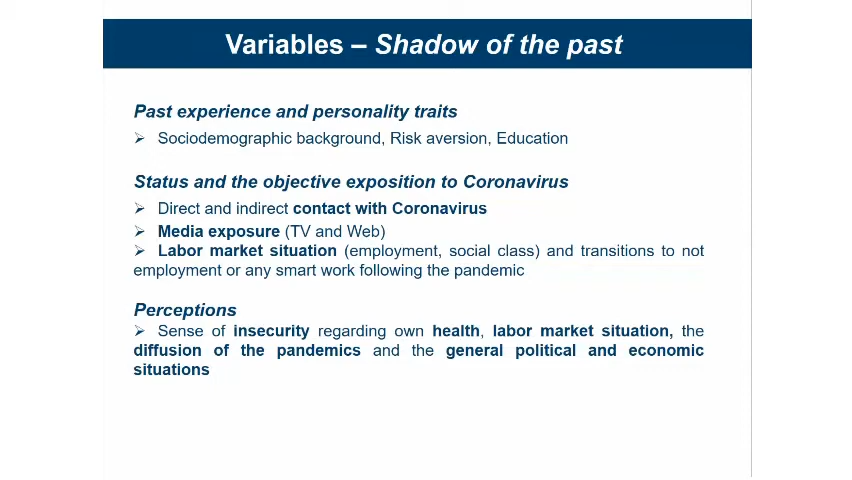 Variables – Shadow of the past
Past experience and personality traits
➢ Sociodemographic background, Risk aversion, Education
Status and the objective exposition to Coronavirus
➢ Direct and indirect contact with Coronavirus
➢ Media exposure (TV and Web)
➢ Labor market situation (employment, social class) and transitions to not
employment or any smart work following the pandemic
Perceptions
➢ Sense of insecurity regarding own health, labor market situation, the
diffusion of the pandemics and the general political and economic
situations